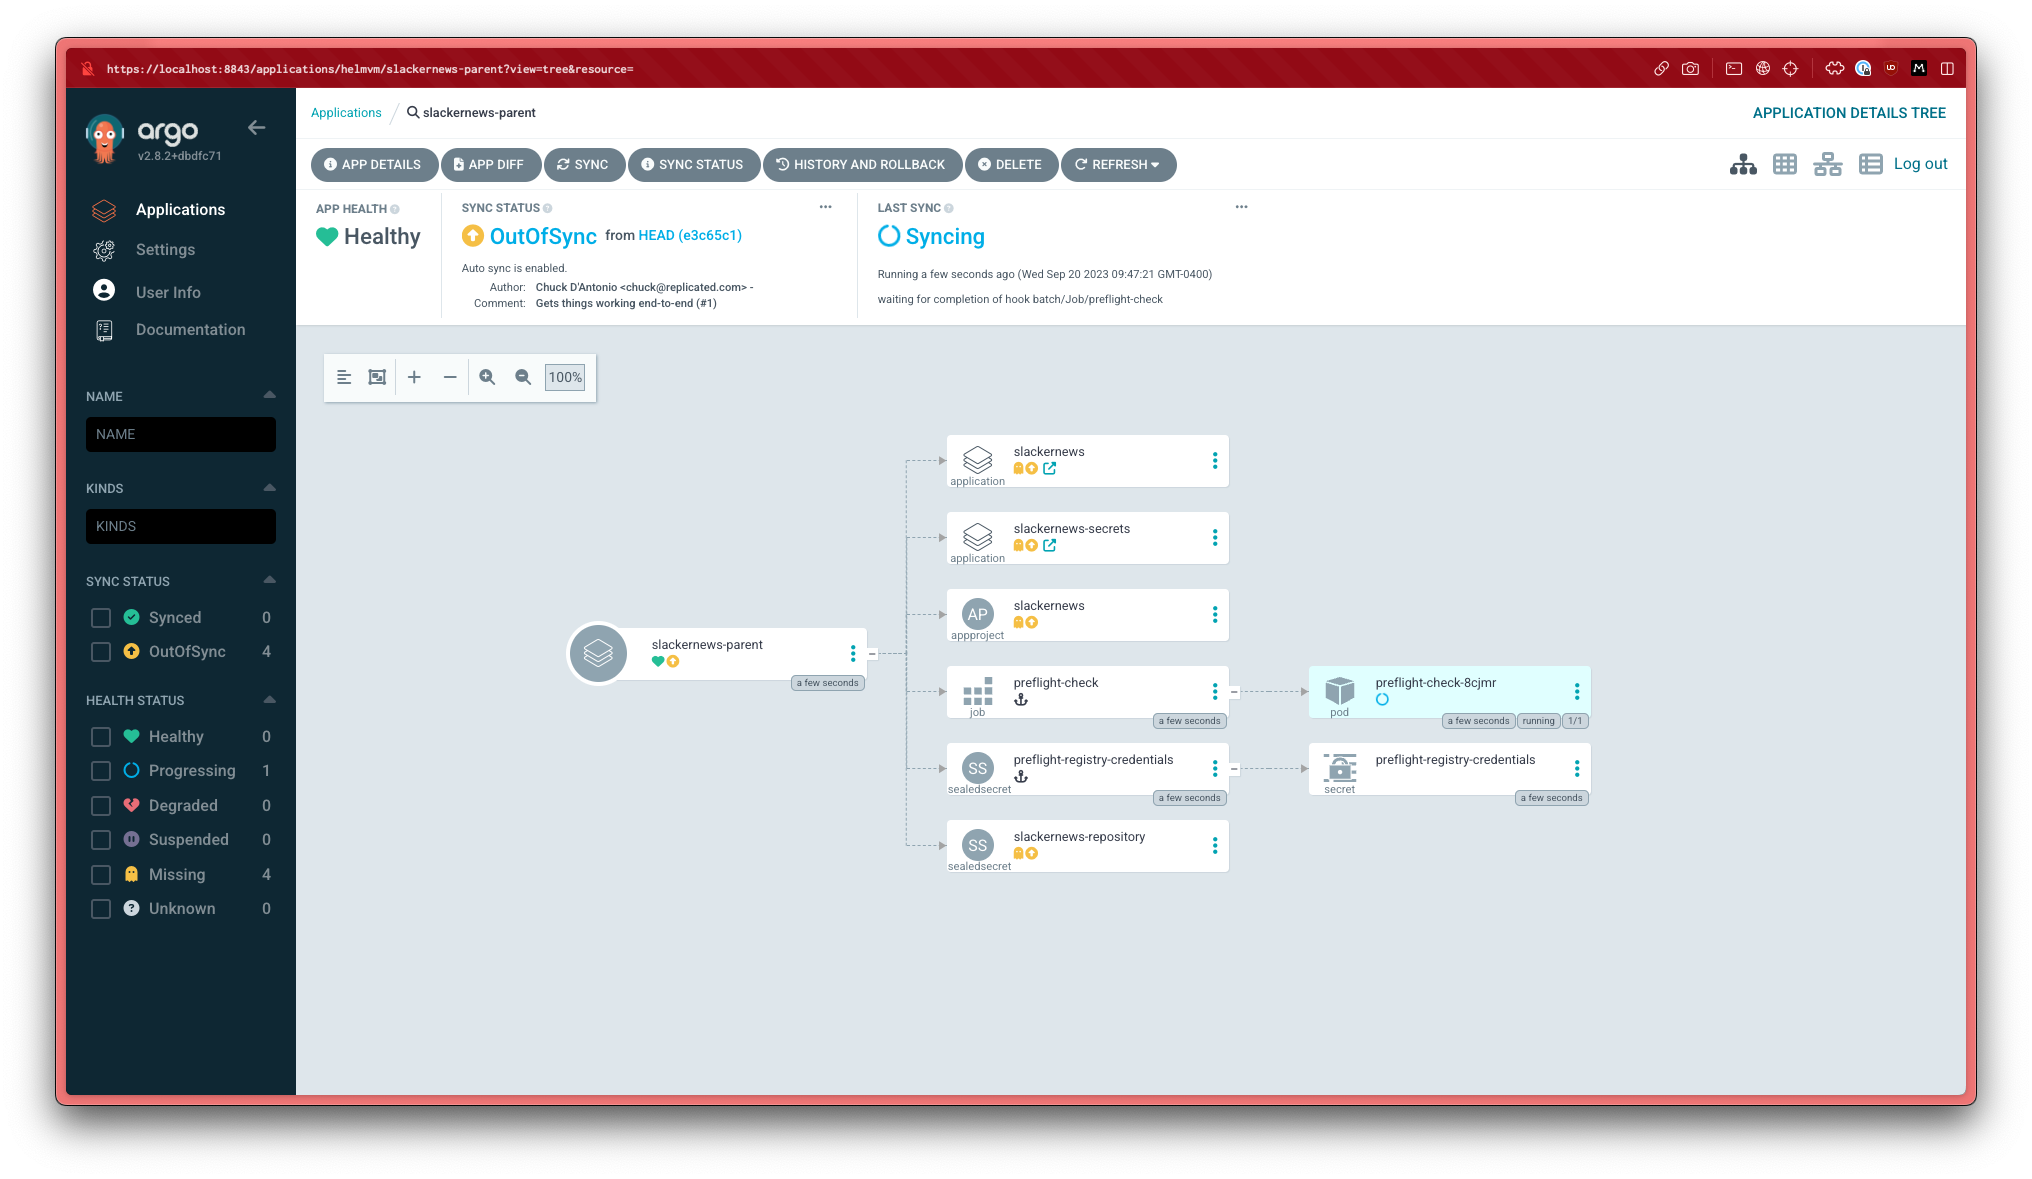 https://localhost:8843/applications/helmvm/slackernews-parent?view=tree&resource=
argo
v2.8.2+dbdfc71
Applications
Settings
User Info
Documentation
NAME
NAME
KINDS
KINDS
SYNC STATUS
Synced 0
OutOfSync 4
HEALTH STATUS
Healthy 0
Progressing 1
Degraded 0
Suspended 0
Missing 4
Unknown 0
Applications / slackernews-parent
APPLICATION DETAILS TREE
APP DETAILS APP DIFF SYNC SYNC STATUS HISTORY AND ROLLBACK DELETE REFRESH
Log out
APP HEALTH
Healthy
SYNC STATUS
OutOfSync from HEAD (e3c65c1)
Auto sync is enabled.
Author: Chuck D'Antonio <chuck@replicated.com> -
Comment: Gets things working end-to-end (#1)
LAST SYNC
Syncing
Running a few seconds ago (Wed Sep 20 2023 09:47:21 GMT-0400)
waiting for completion of hook batch/Job/preflight-check
100%
slackernews-parent
a few seconds
slackernews
application
slackernews-secrets
application
AP
slackernews
appproject
preflight-check
job
a few seconds
preflight-check-8cjmr
pod
a few seconds running 1/1
SS
preflight-registry-credentials
sealedsecret
a few seconds
preflight-registry-credentials
secret
a few seconds
SS
slackernews-repository
sealedsecret